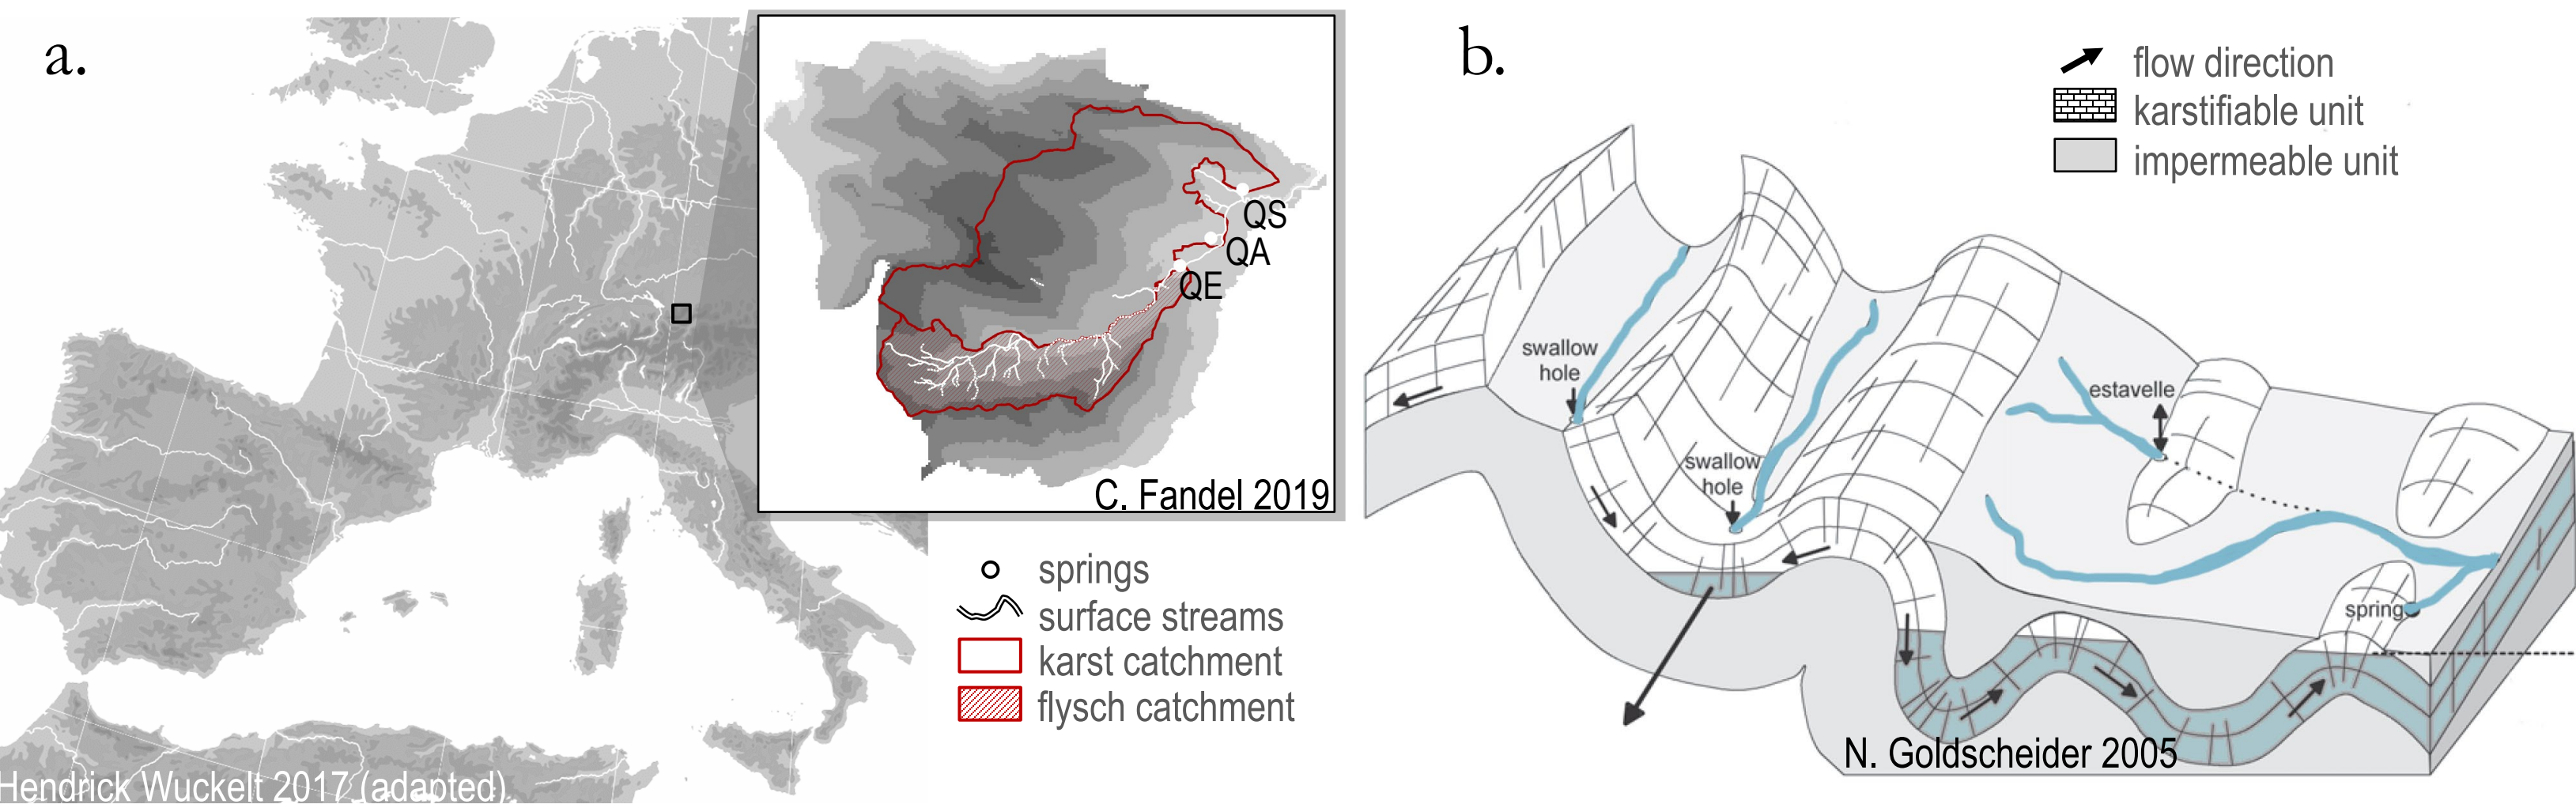 a.
QS
QA
QE
C. Fandel 2019
springs
surface streams
karst catchment
flysch catchment
Hendrick Wuckelt 2017 (adapted)
b.
flow direction
karstifiable unit
impermeable unit
swallow
hole
swallow
hole
estavelle
spring
N. Goldscheider 2005